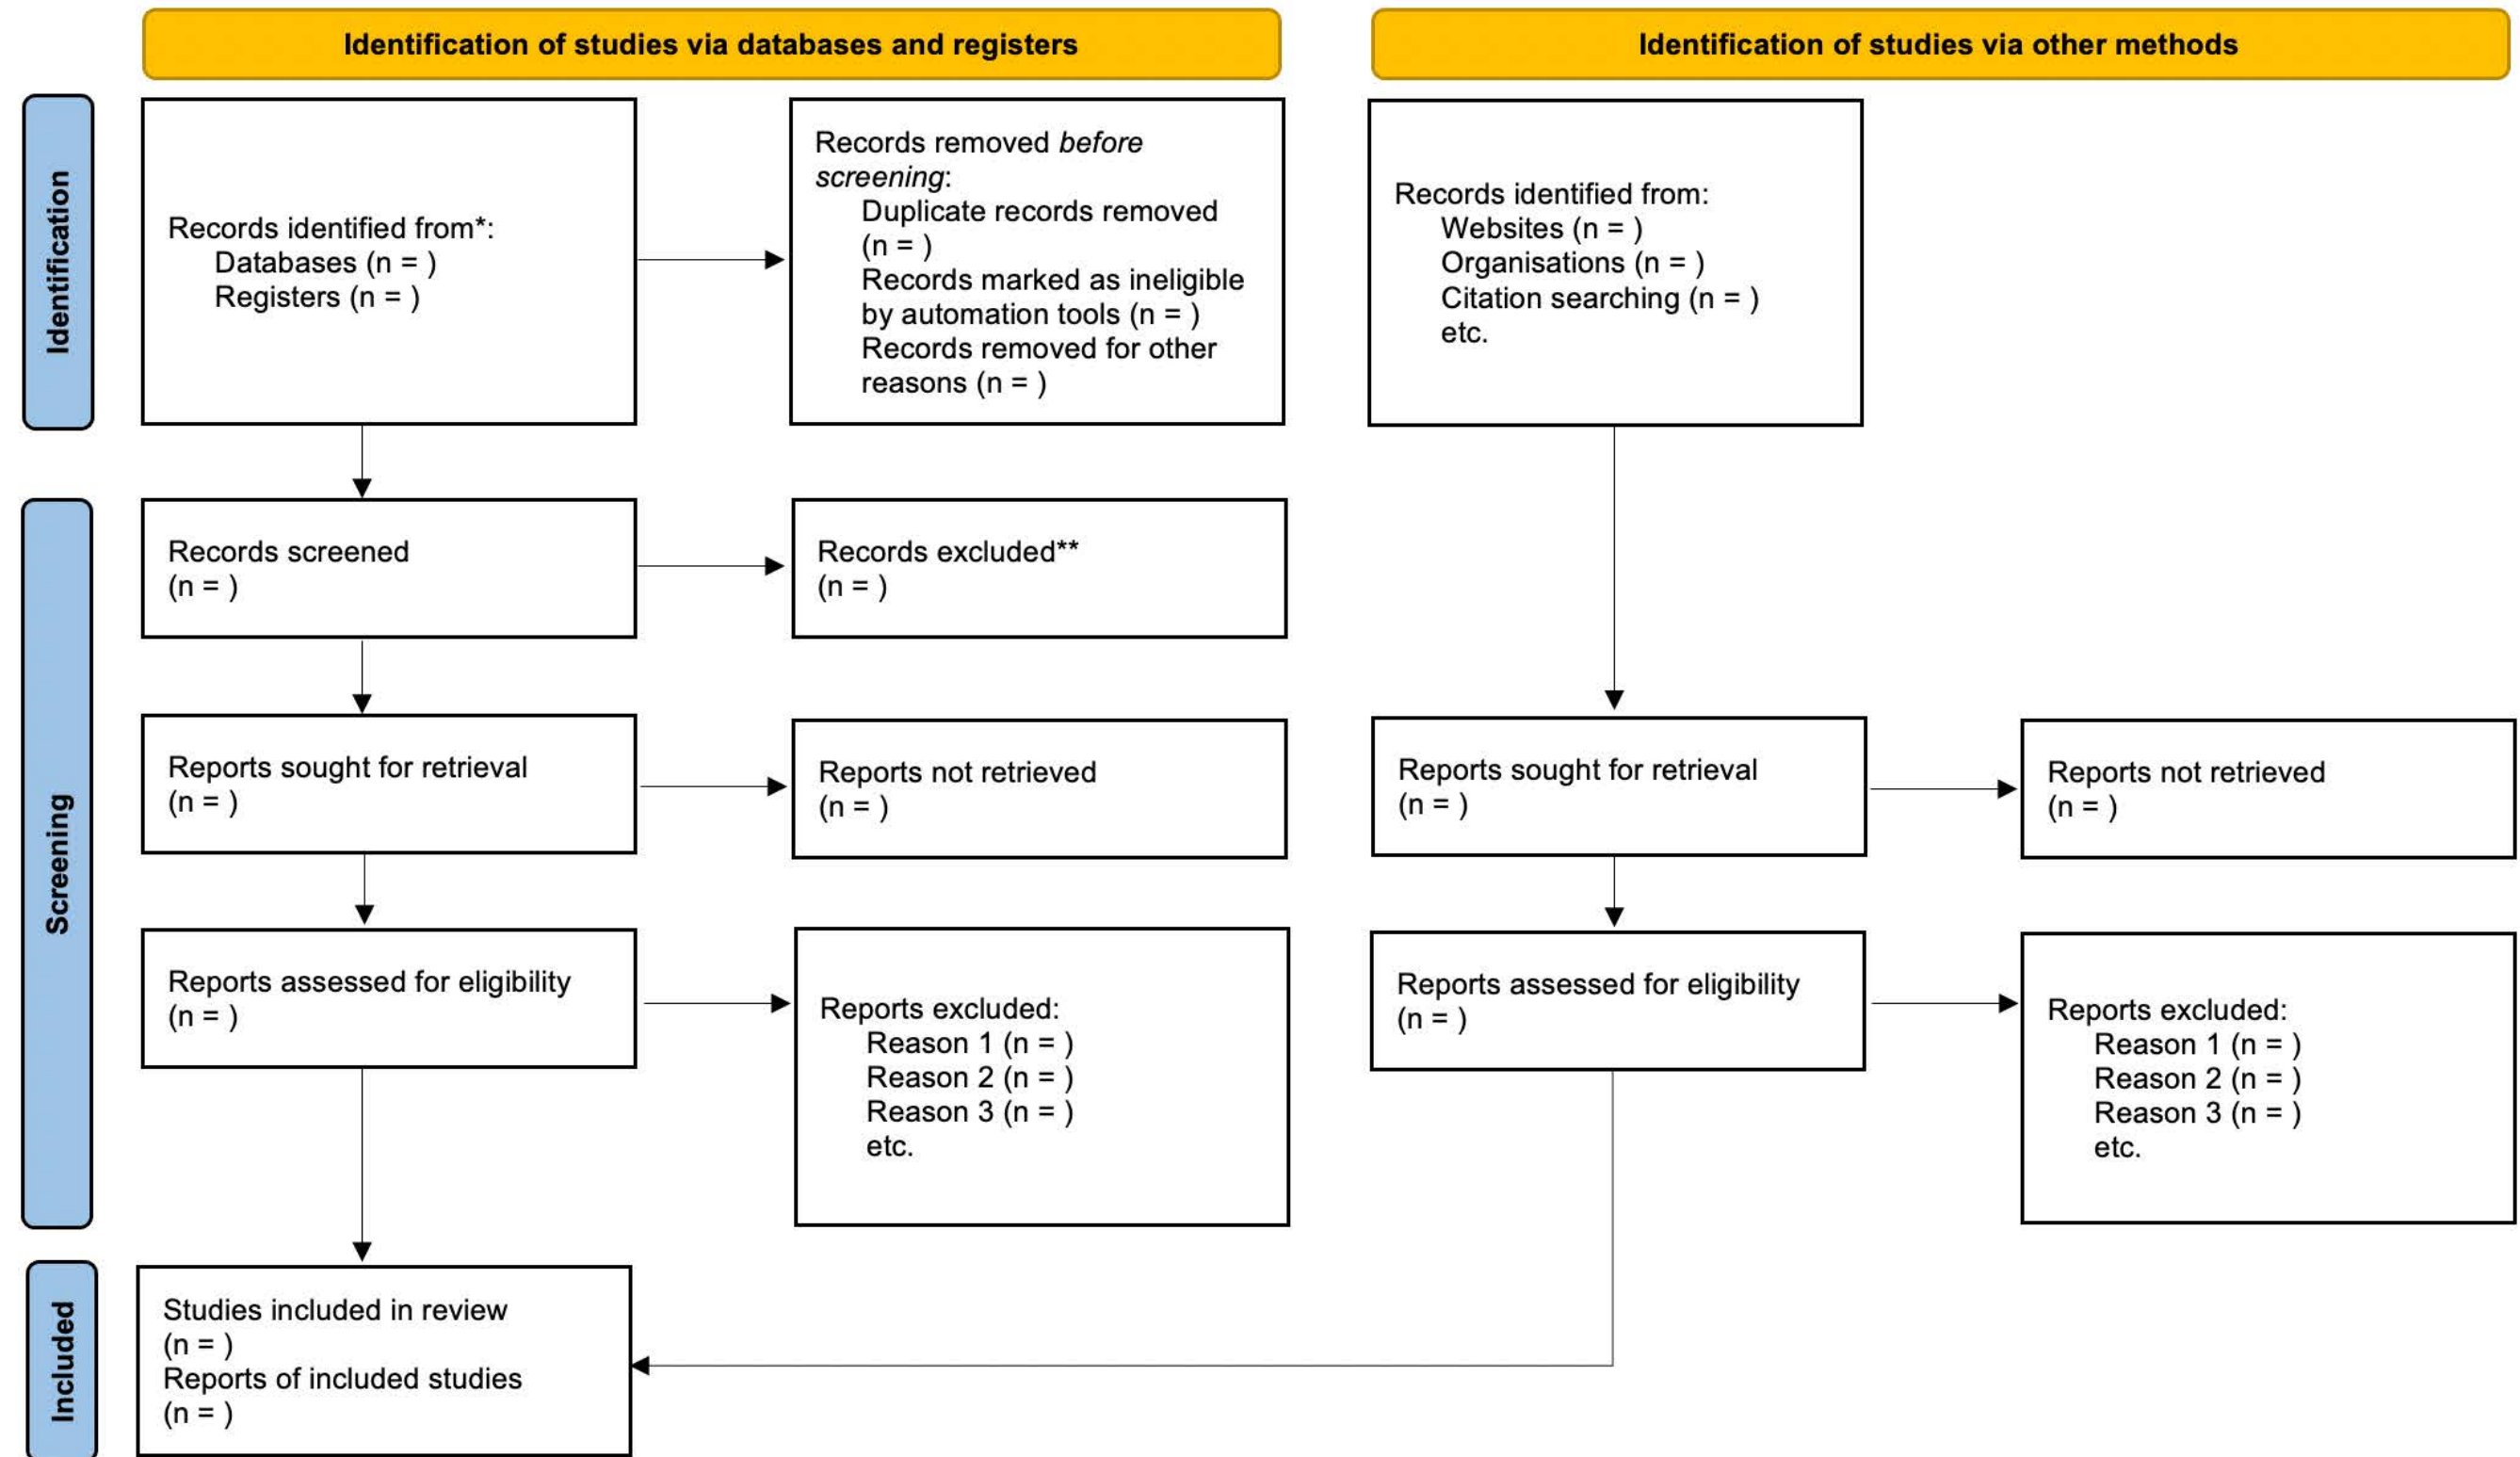 Identification of studies via databases and registers
Identification of studies via other methods
Identification
Records identified from*:
Databases (n = )
Registers (n = )
Records removed before
screening:
Duplicate records removed
(n = )
Records marked as ineligible
by automation tools (n = )
Records removed for other
reasons (n = )
Records identified from:
Websites (n = )
Organisations (n = )
Citation searching (n = )
etc.
Screening
Records screened
(n = )
Records excluded**
(n = )
Reports sought for retrieval
(n = )
Reports not retrieved
(n = )
Reports sought for retrieval
(n = )
Reports not retrieved
(n = )
Reports assessed for eligibility
(n = )
Reports excluded:
Reason 1 (n = )
Reason 2 (n = )
Reason 3 (n = )
etc.
Reports assessed for eligibility
(n = )
Reports excluded:
Reason 1 (n = )
Reason 2 (n = )
Reason 3 (n = )
etc.
Included
Studies included in review
(n = )
Reports of included studies
(n = )